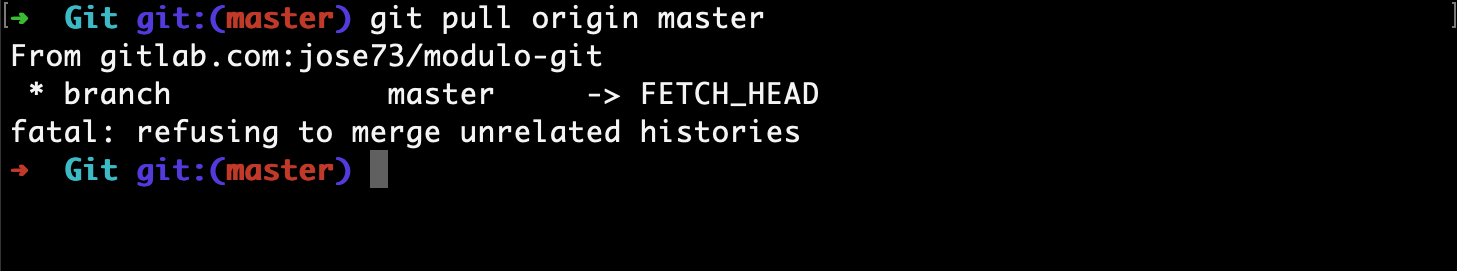 [➜  Git git:(master) git pull origin master ]
From gitlab.com:jose73/modulo-git
 * branch            master     -> FETCH_HEAD
fatal: refusing to merge unrelated histories
➜  Git git:(master)